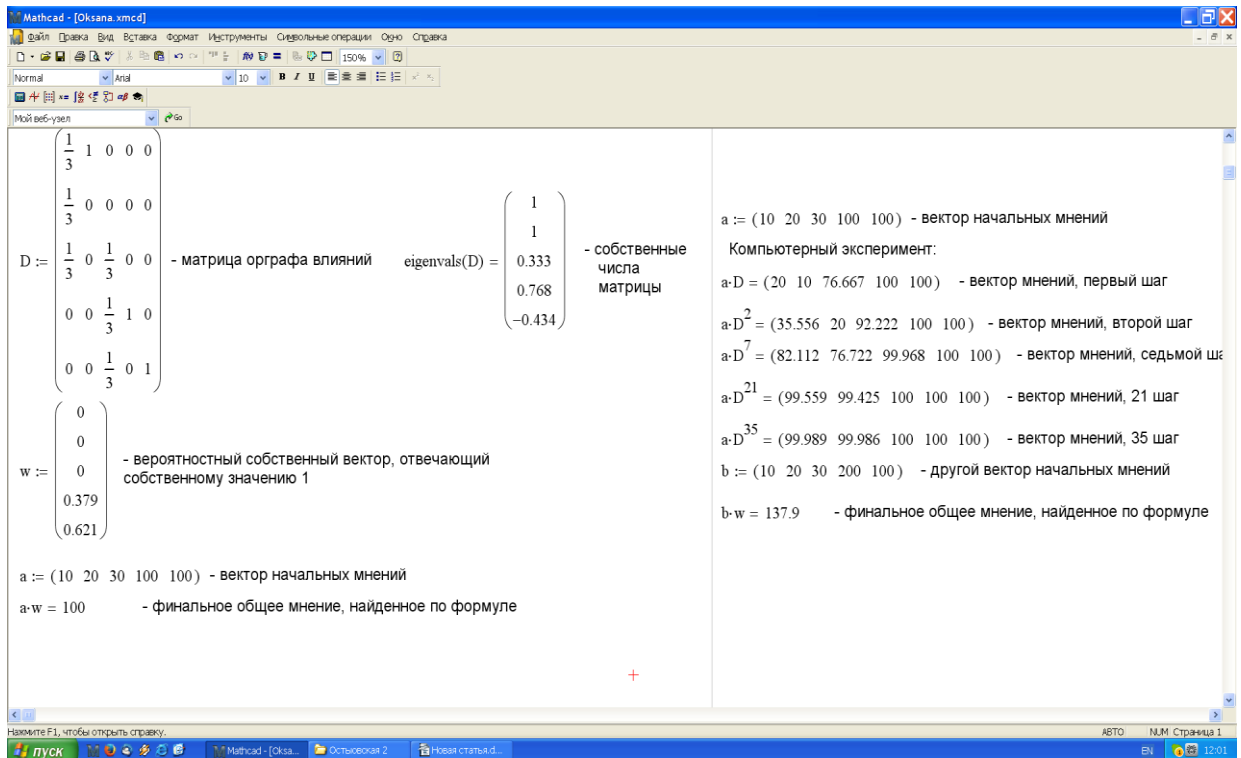 Mathcad - [Oksana.xmcd]
Файл Правка Вид Вставка Формат Инструменты Символьные операции Окно Справка
150%
Normal Arial 10 B I U
Мой веб-узел Go
D := ( 1/3 1 0 0 0
1/3 0 0 0 0
1/3 0 1/3 0 0
0 0 1/3 1 0
0 0 1/3 0 1 ) - матрица орграфа влияний
eigenvals(D) = ( 1
1
0.333
0.768
−0.434 )
- собственные
числа
матрицы
w := ( 0
0
0
0.379
0.621 )
- вероятностный собственный вектор, отвечающий
собственному значению 1
a := (10 20 30 100 100) - вектор начальных мнений
a·w = 100 - финальное общее мнение, найденное по формуле
a := (10 20 30 100 100) - вектор начальных мнений
Компьютерный эксперимент:
a·D = (20 10 76.667 100 100) - вектор мнений, первый шаг
a·D^2 = (35.556 20 92.222 100 100) - вектор мнений, второй шаг
a·D^7 = (82.112 76.722 99.968 100 100) - вектор мнений, седьмой ша
a·D^21 = (99.559 99.425 100 100 100) - вектор мнений, 21 шаг
a·D^35 = (99.989 99.986 100 100 100) - вектор мнений, 35 шаг
b := (10 20 30 200 100) - другой вектор начальных мнений
b·w = 137.9 - финальное общее мнение, найденное по формуле
Нажмите F1, чтобы открыть справку.
АВТО NUM Страница 1
пуск Mathcad - [Oksa... Остыовская 2 Новая статья.d... EN 12:01